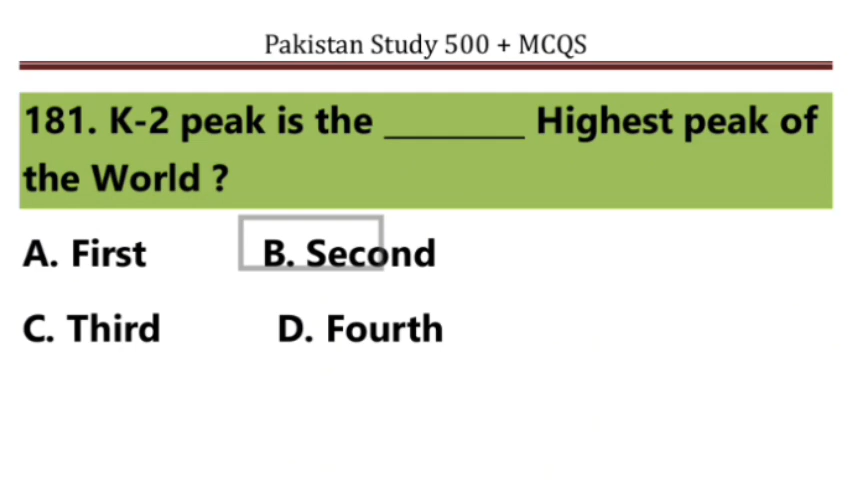 Pakistan Study 500 + MCQS
181. K-2 peak is the ________ Highest peak of
the World ?
A. First B. Second
C. Third D. Fourth